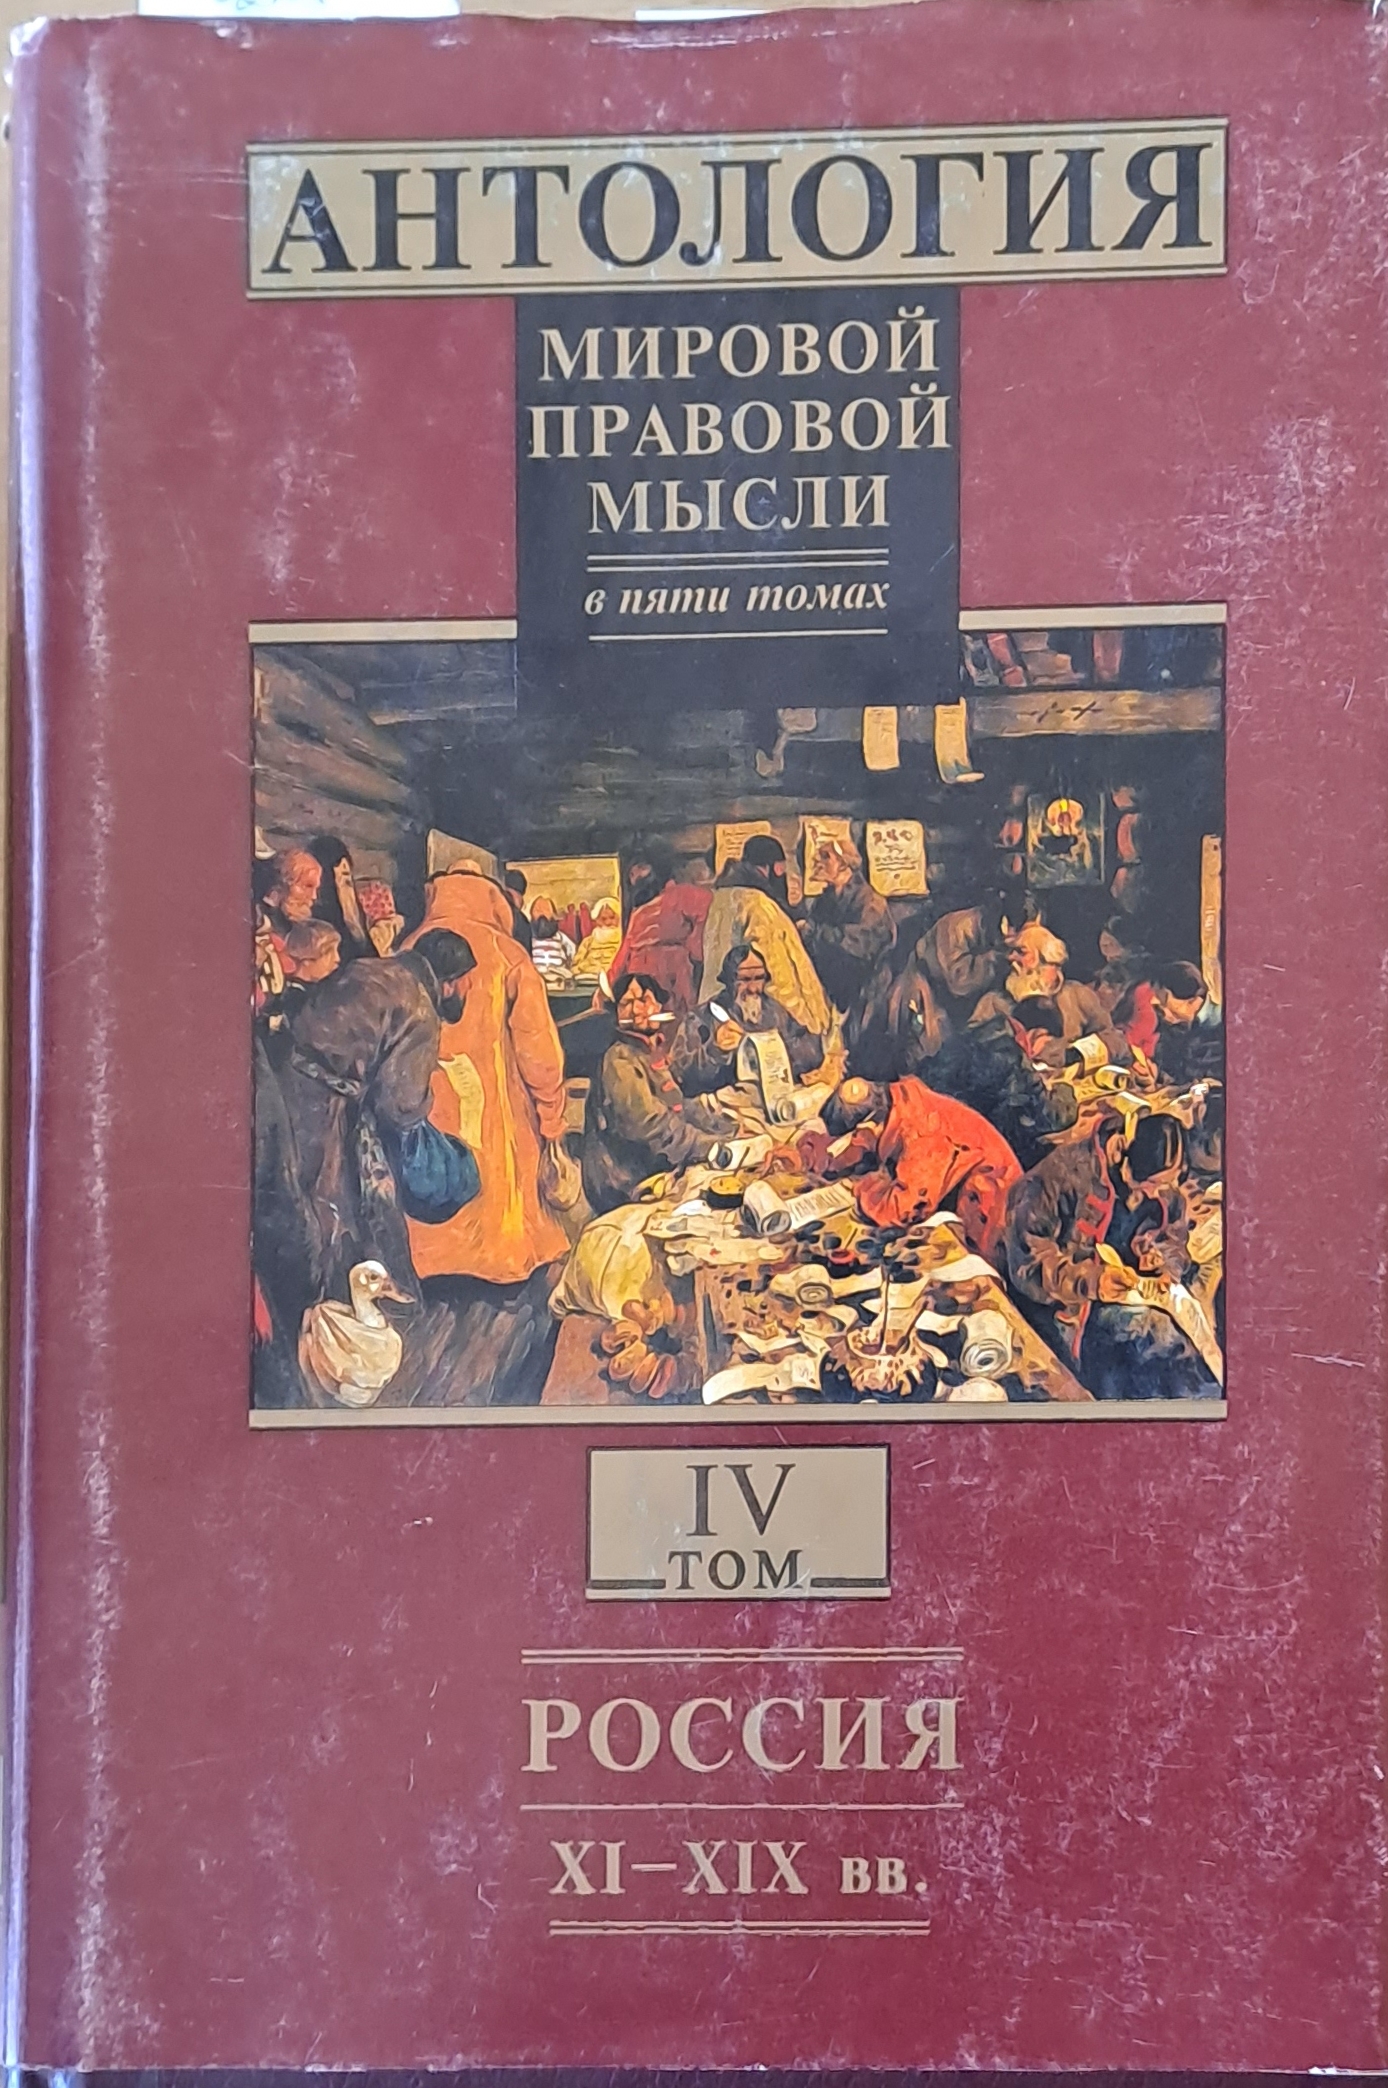 АНТОЛОГИЯ
МИРОВОЙ
ПРАВОВОЙ
МЫСЛИ
в пяти томах
IV
ТОМ
РОССИЯ
XI–XIX вв.